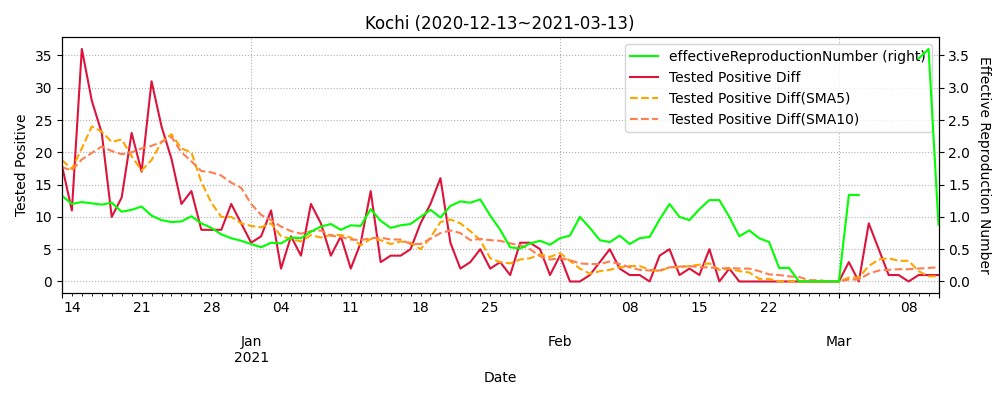 Kochi (2020-12-13~2021-03-13)
effectiveReproductionNumber (right)
Tested Positive Diff
Tested Positive Diff(SMA5)
Tested Positive Diff(SMA10)
Tested Positive
35
30
25
20
15
10
5
0
3.5
3.0
2.5
2.0
1.5
1.0
0.5
0.0
Effective Reproduction Number
14 21 28 04 11 18 25 08 15 22 08
Jan Feb Mar
2021
Date